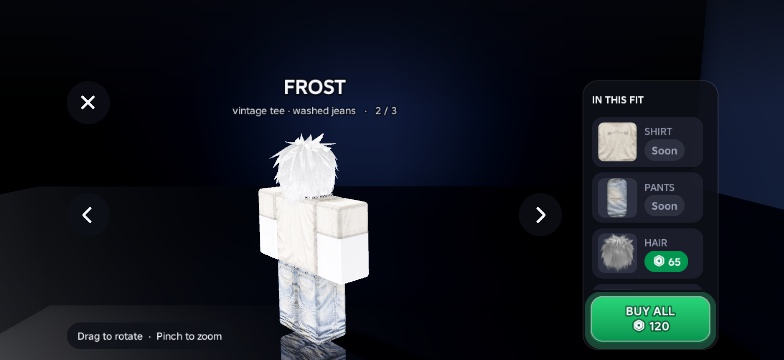 FROST
vintage tee · washed jeans · 2 / 3
IN THIS FIT
SHIRT
Soon
PANTS
Soon
HAIR
65
BUY ALL
120
Drag to rotate · Pinch to zoom